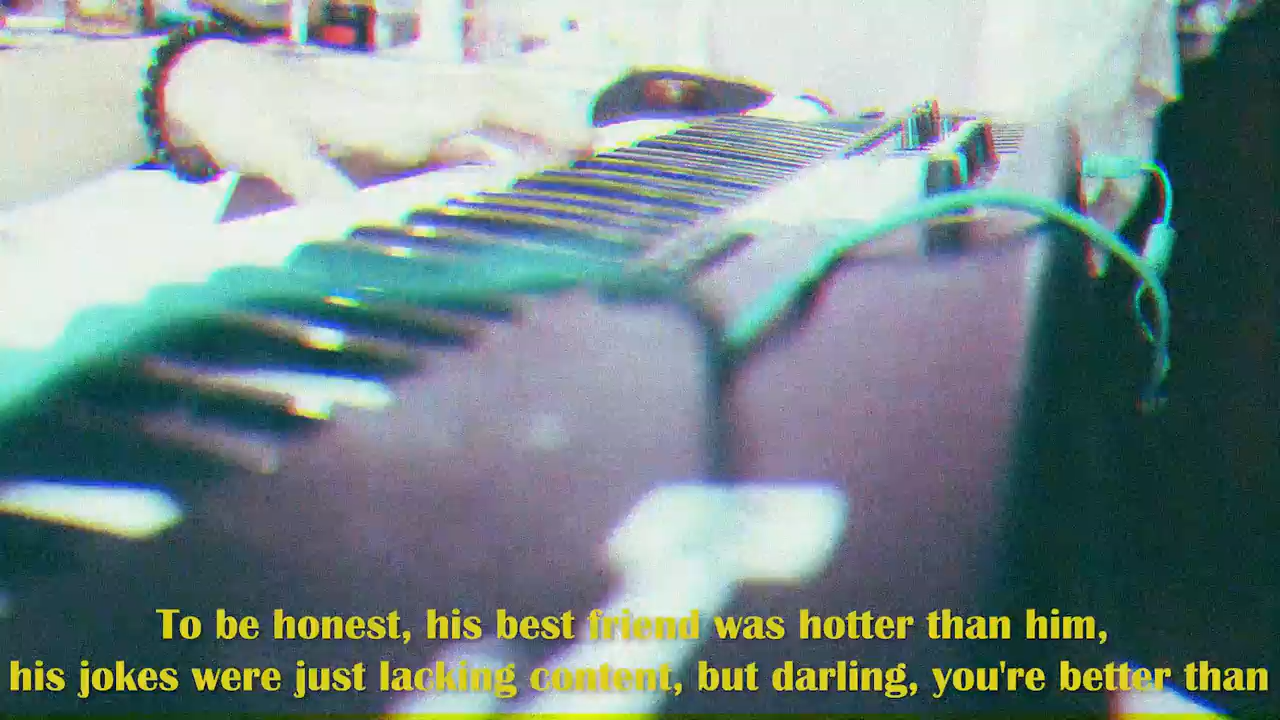 To be honest, his best friend was hotter than him,
his jokes were just lacking content, but darling, you're better than